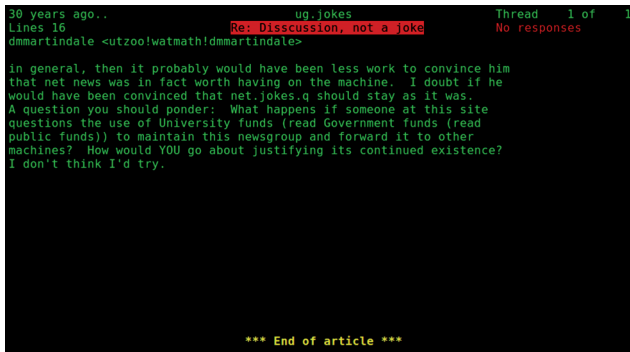 30 years ago.. ug.jokes Thread 1 of 1
Lines 16 Re: Disscussion, not a joke No responses
dmmartindale <utzoo!watmath!dmmartindale>
in general, then it probably would have been less work to convince him
that net news was in fact worth having on the machine.  I doubt if he
would have been convinced that net.jokes.q should stay as it was.
A question you should ponder:  What happens if someone at this site
questions the use of University funds (read Government funds (read
public funds)) to maintain this newsgroup and forward it to other
machines?  How would YOU go about justifying its continued existence?
I don't think I'd try.
*** End of article ***